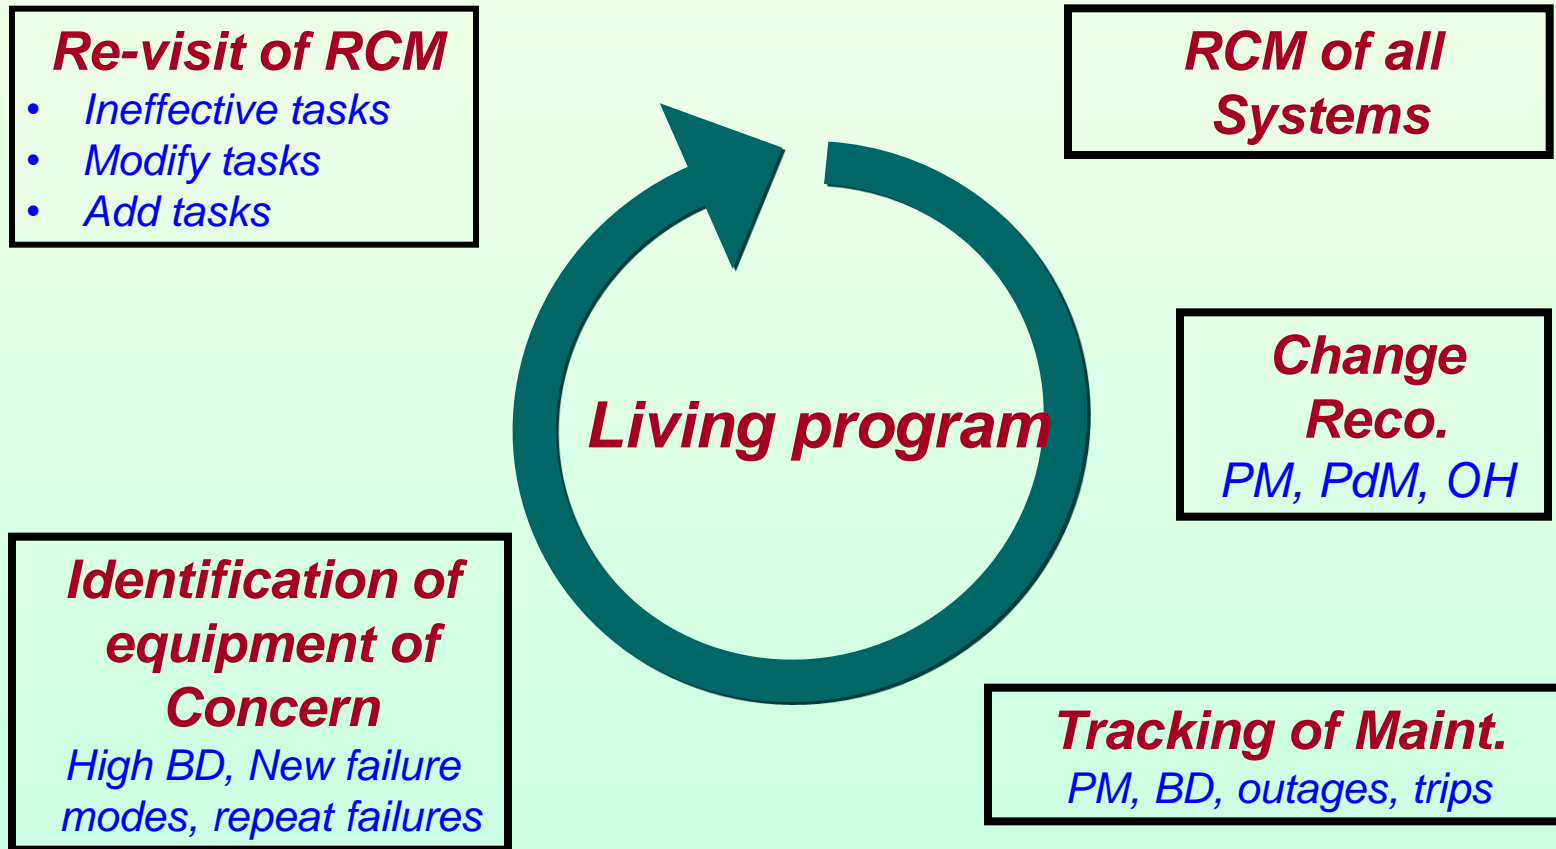 Re-visit of RCM
• Ineffective tasks
• Modify tasks
• Add tasks
RCM of all
Systems
Change
Reco.
PM, PdM, OH
Living program
Tracking of Maint.
PM, BD, outages, trips
Identification of
equipment of
Concern
High BD, New failure
modes, repeat failures